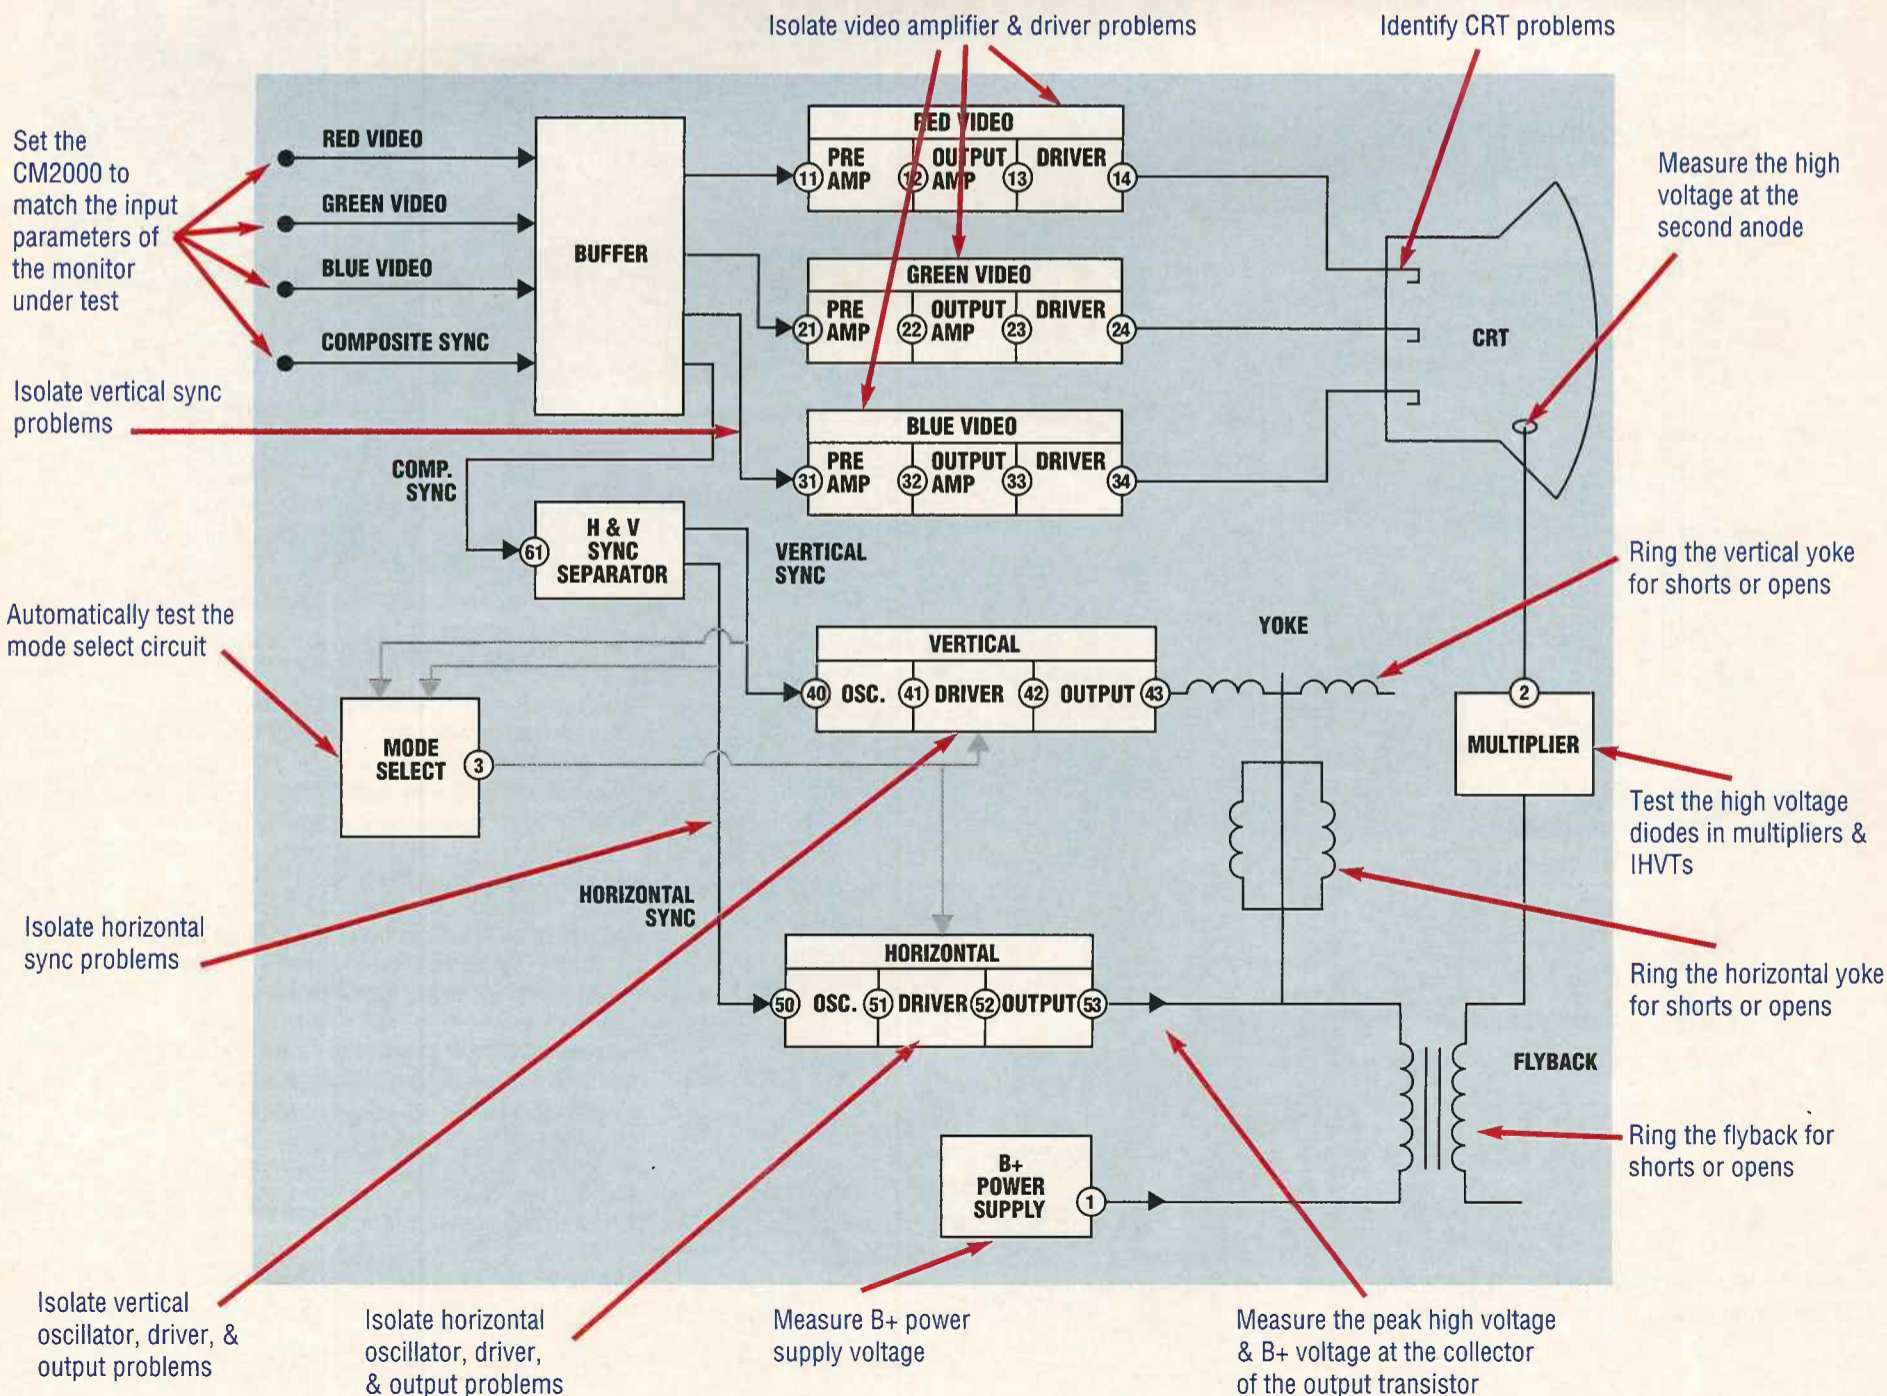 Isolate video amplifier & driver problems
Identify CRT problems
Set the
CM2000 to
match the input
parameters of
the monitor
under test
RED VIDEO
GREEN VIDEO
BLUE VIDEO
COMPOSITE SYNC
BUFFER
RED VIDEO
11 PRE AMP 12 OUTPUT AMP 13 DRIVER 14
GREEN VIDEO
21 PRE AMP 22 OUTPUT AMP 23 DRIVER 24
BLUE VIDEO
31 PRE AMP 32 OUTPUT AMP 33 DRIVER 34
CRT
Measure the high
voltage at the
second anode
Isolate vertical sync
problems
COMP.
SYNC
61
H & V
SYNC
SEPARATOR
VERTICAL
SYNC
Ring the vertical yoke
for shorts or opens
Automatically test the
mode select circuit
MODE
SELECT
3
VERTICAL
40 OSC. 41 DRIVER 42 OUTPUT 43
YOKE
2
MULTIPLIER
Test the high voltage
diodes in multipliers &
IHVTs
Isolate horizontal
sync problems
HORIZONTAL
SYNC
HORIZONTAL
50 OSC. 51 DRIVER 52 OUTPUT 53
Ring the horizontal yoke
for shorts or opens
FLYBACK
Ring the flyback for
shorts or opens
B+
POWER
SUPPLY
1
Isolate vertical
oscillator, driver, &
output problems
Isolate horizontal
oscillator, driver,
& output problems
Measure B+ power
supply voltage
Measure the peak high voltage
& B+ voltage at the collector
of the output transistor